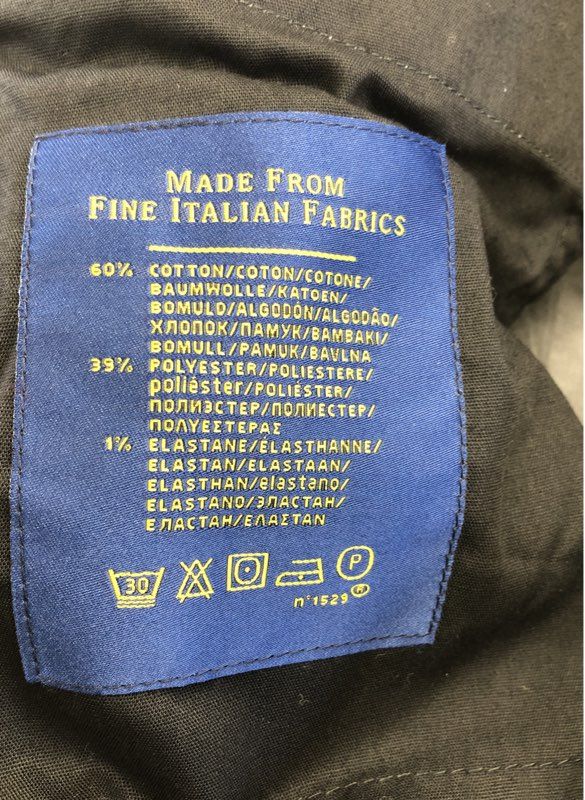 MADE FROM
FINE ITALIAN FABRICS
60% COTTON/COTON/COTONE/
BAUMWOLLE/KATOEN/
BOMULD/ALGODÓN/ALGODÃO/
ХЛОПОК/ПАМУК/ΒΑΜΒΑΚΙ/
BOMULL/PAMUK/BAVLNA
39% POLYESTER/POLIESTERE/
poliéster/POLIÉSTER/
ПОЛИЭСТЕР/ПОЛИЕСТЕР/
ΠΟΛΥΕΣΤΕΡΑΣ
1% ELASTANE/ÉLASTHANNE/
ELASTAN/ELASTAAN/
ELASTHAN/elastano/
ELASTANO/ЭЛАСТАН/
ЕЛАСТАН/ΕΛΑΣΤΑΝ
30 P
n°1529 ®